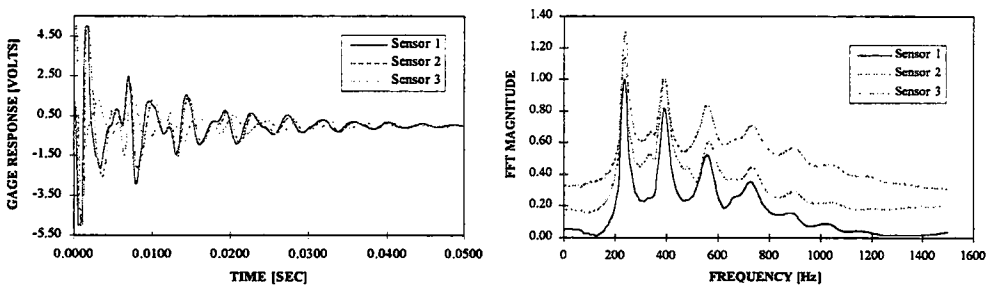 GAGE RESPONSE [VOLTS]
4.50
2.50
0.50
-1.50
-3.50
-5.50
Sensor 1
Sensor 2
Sensor 3
0.0000 0.0100 0.0200 0.0300 0.0400 0.0500
TIME [SEC]
FFT MAGNITUDE
1.40
1.20
1.00
0.80
0.60
0.40
0.20
0.00
Sensor 1
Sensor 2
Sensor 3
0 200 400 600 800 1000 1200 1400 1600
FREQUENCY [Hz]